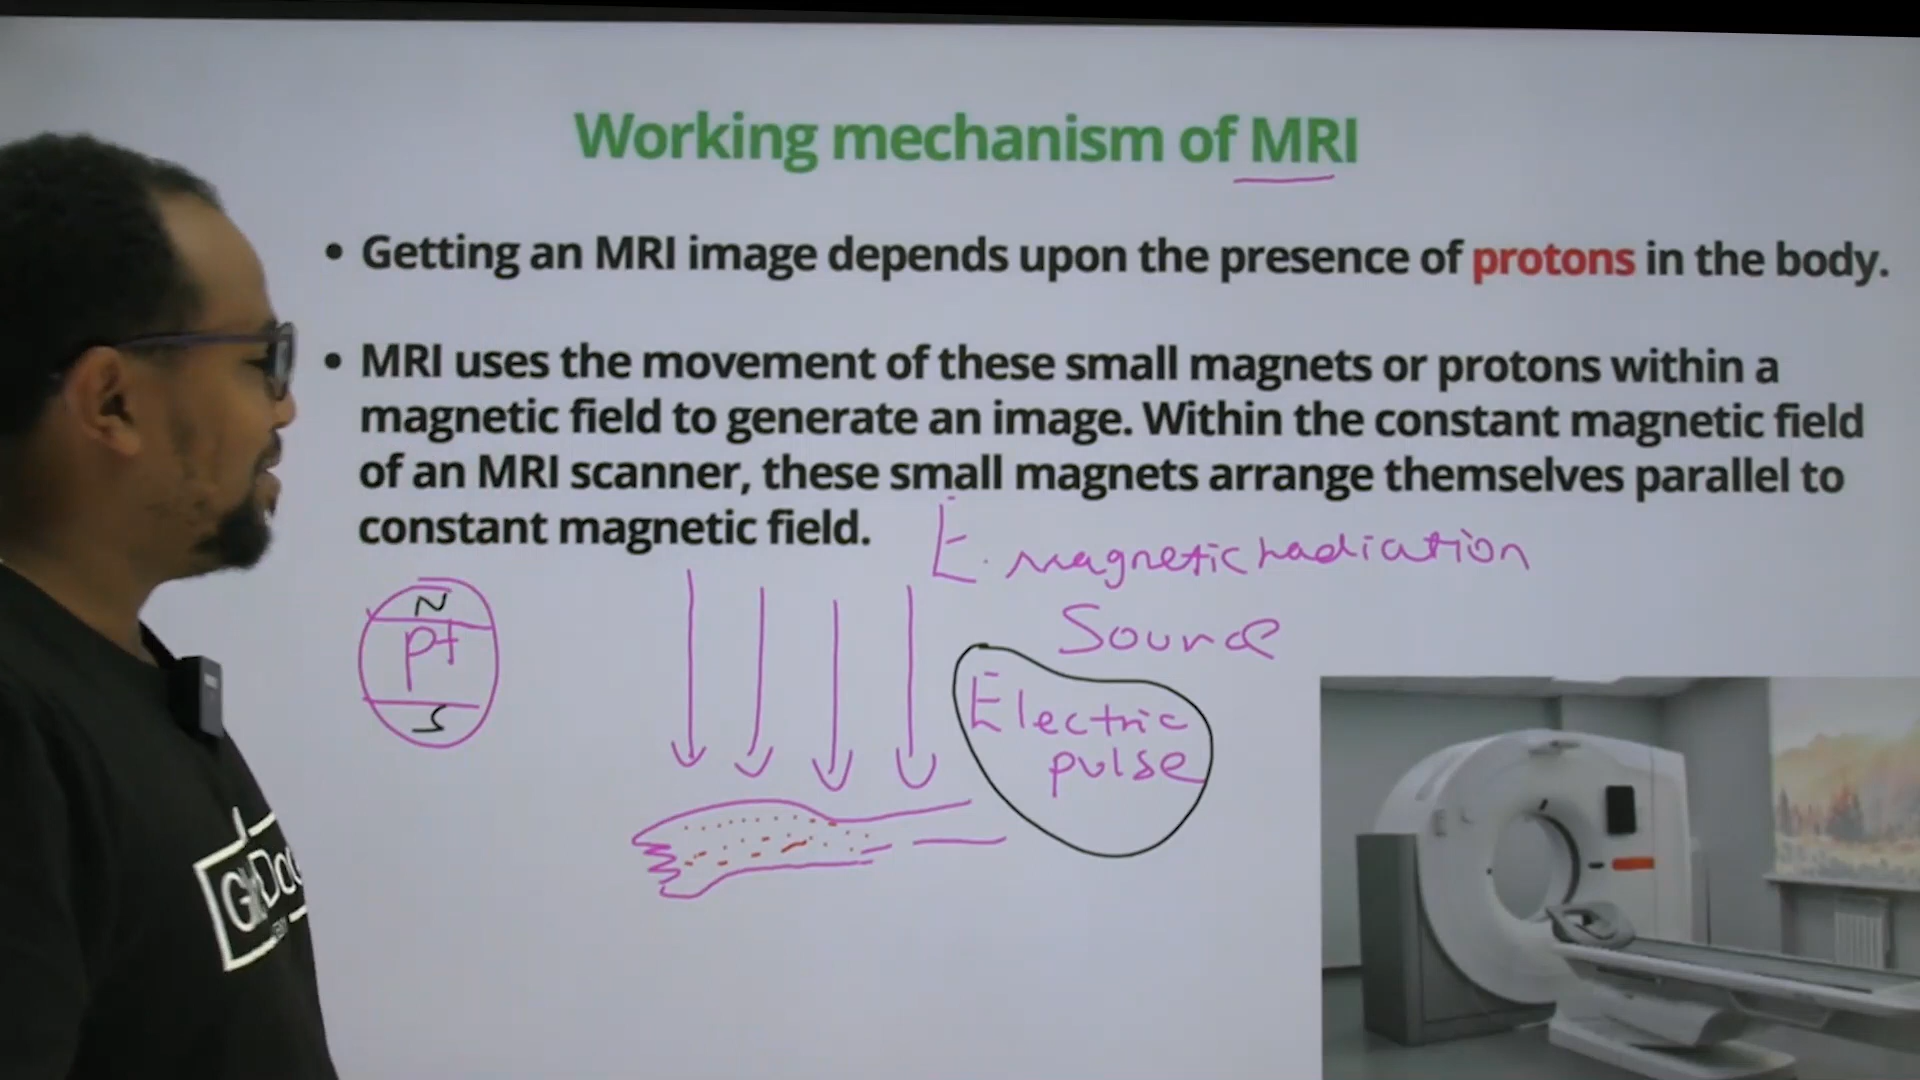 Working mechanism of MRI
• Getting an MRI image depends upon the presence of protons in the body.
• MRI uses the movement of these small magnets or protons within a
magnetic field to generate an image. Within the constant magnetic field
of an MRI scanner, these small magnets arrange themselves parallel to
constant magnetic field.
E. magnetic radiation
Source
Electric
pulse
N
P+
S